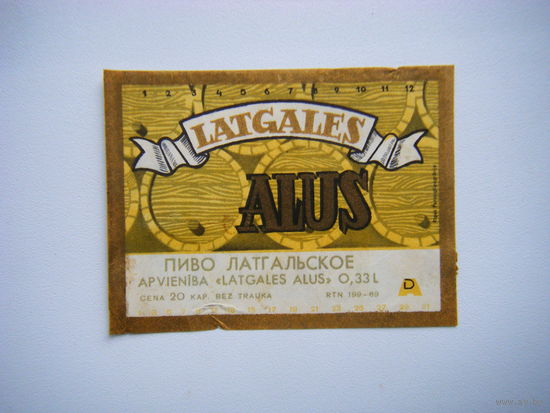 1 2 3 4 5 6 7 8 9 10 11 12
LATGALES
ALUS
ПИВО ЛАТГАЛЬСКОЕ
APVIENĪBA «LATGALES ALUS» 0,33 L
CENA 20 KAP. BEZ TRAUKA RTN 199-69
D
A